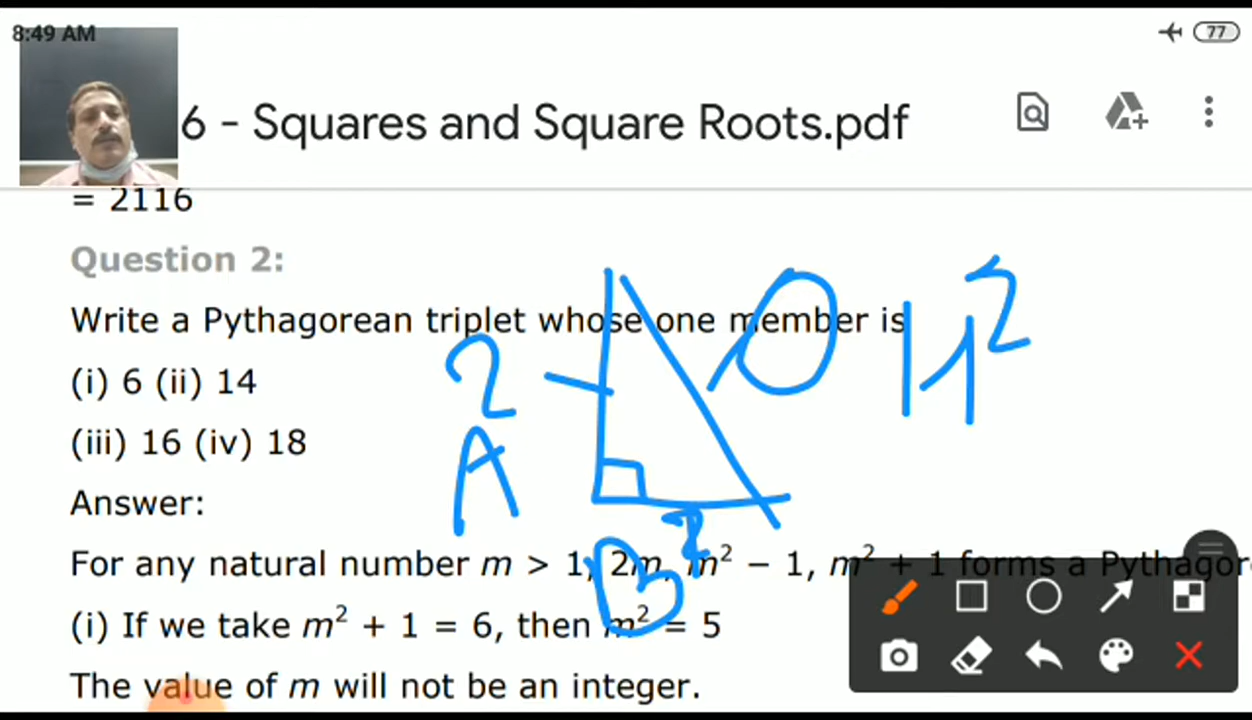 8:49 AM 77
6 - Squares and Square Roots.pdf
= 2116
Question 2:
Write a Pythagorean triplet whose one member is
(i) 6 (ii) 14
(iii) 16 (iv) 18
Answer:
For any natural number m > 1, 2m, m² − 1, m² + 1 forms a Pythagor
(i) If we take m² + 1 = 6, then m² = 5
The value of m will not be an integer.
2
A
B²